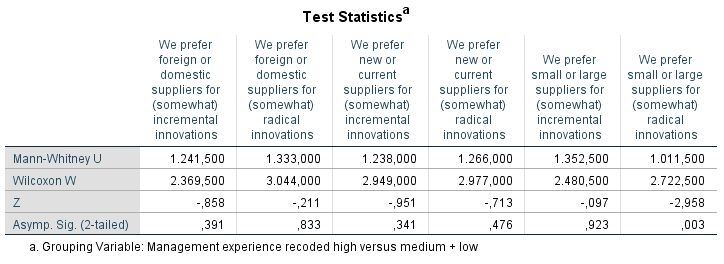 Test Statisticsa
We prefer foreign or domestic suppliers for (somewhat) incremental innovations
We prefer foreign or domestic suppliers for (somewhat) radical innovations
We prefer new or current suppliers for (somewhat) incremental innovations
We prefer new or current suppliers for (somewhat) radical innovations
We prefer small or large suppliers for (somewhat) incremental innovations
We prefer small or large suppliers for (somewhat) radical innovations
Mann-Whitney U 1.241,500 1.333,000 1.238,000 1.266,000 1.352,500 1.011,500
Wilcoxon W 2.369,500 3.044,000 2.949,000 2.977,000 2.480,500 2.722,500
Z -,858 -,211 -,951 -,713 -,097 -2,958
Asymp. Sig. (2-tailed) ,391 ,833 ,341 ,476 ,923 ,003
a. Grouping Variable: Management experience recoded high versus medium + low